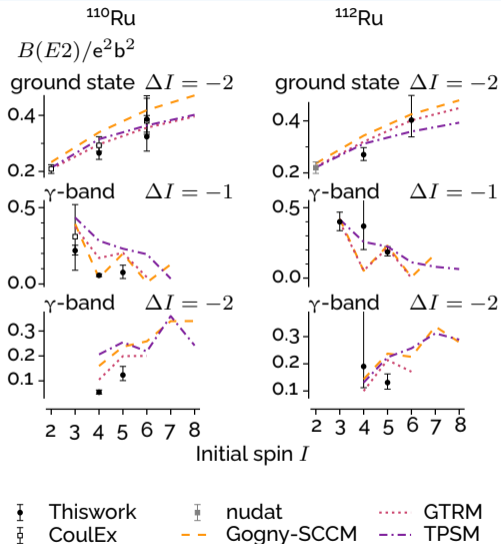 ¹¹⁰Ru ¹¹²Ru
B(E2)/e²b²
ground state ΔI = −2 ground state ΔI = −2
0.4 0.4
0.2 0.2
γ-band ΔI = −1 γ-band ΔI = −1
0.5 0.5
0.0 0.0
γ-band ΔI = −2 γ-band ΔI = −2
0.3 0.3
0.2 0.2
0.1 0.1
2 3 4 5 6 7 8 2 3 4 5 6 7 8
Initial spin I
Thiswork nudat GTRM
CoulEx Gogny-SCCM TPSM